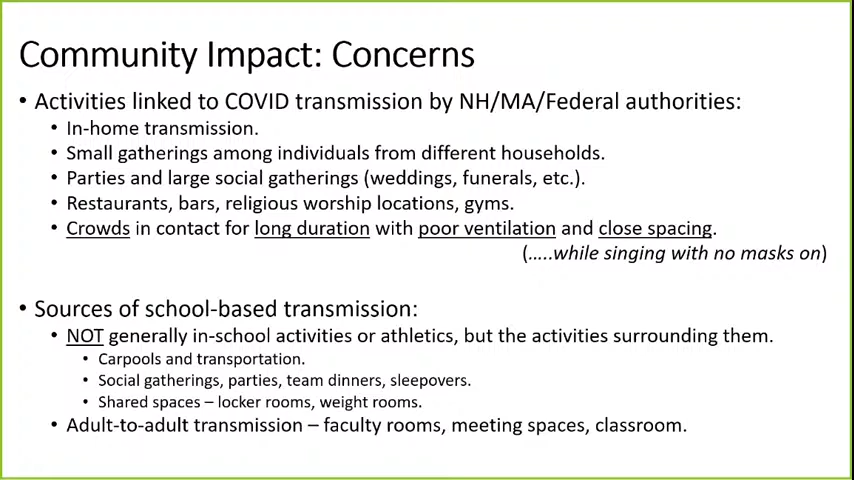 Community Impact: Concerns
• Activities linked to COVID transmission by NH/MA/Federal authorities:
• In-home transmission.
• Small gatherings among individuals from different households.
• Parties and large social gatherings (weddings, funerals, etc.).
• Restaurants, bars, religious worship locations, gyms.
• Crowds in contact for long duration with poor ventilation and close spacing.
(.....while singing with no masks on)
• Sources of school-based transmission:
• NOT generally in-school activities or athletics, but the activities surrounding them.
• Carpools and transportation.
• Social gatherings, parties, team dinners, sleepovers.
• Shared spaces – locker rooms, weight rooms.
• Adult-to-adult transmission – faculty rooms, meeting spaces, classroom.